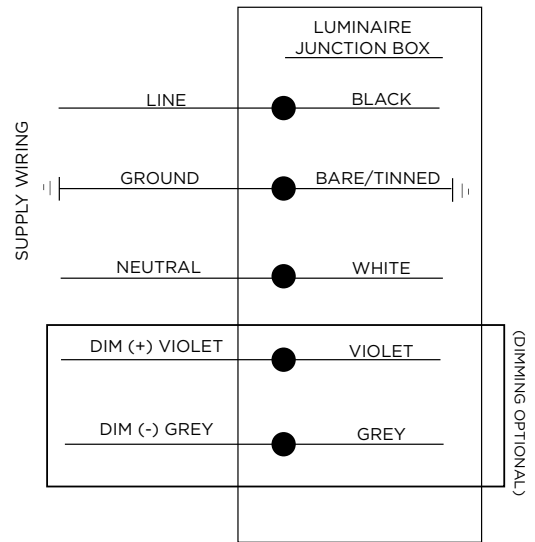 LUMINAIRE
JUNCTION BOX
LINE
BLACK
SUPPLY WIRING
GROUND
BARE/TINNED
NEUTRAL
WHITE
DIM (+) VIOLET
VIOLET
(DIMMING OPTIONAL)
DIM (-) GREY
GREY